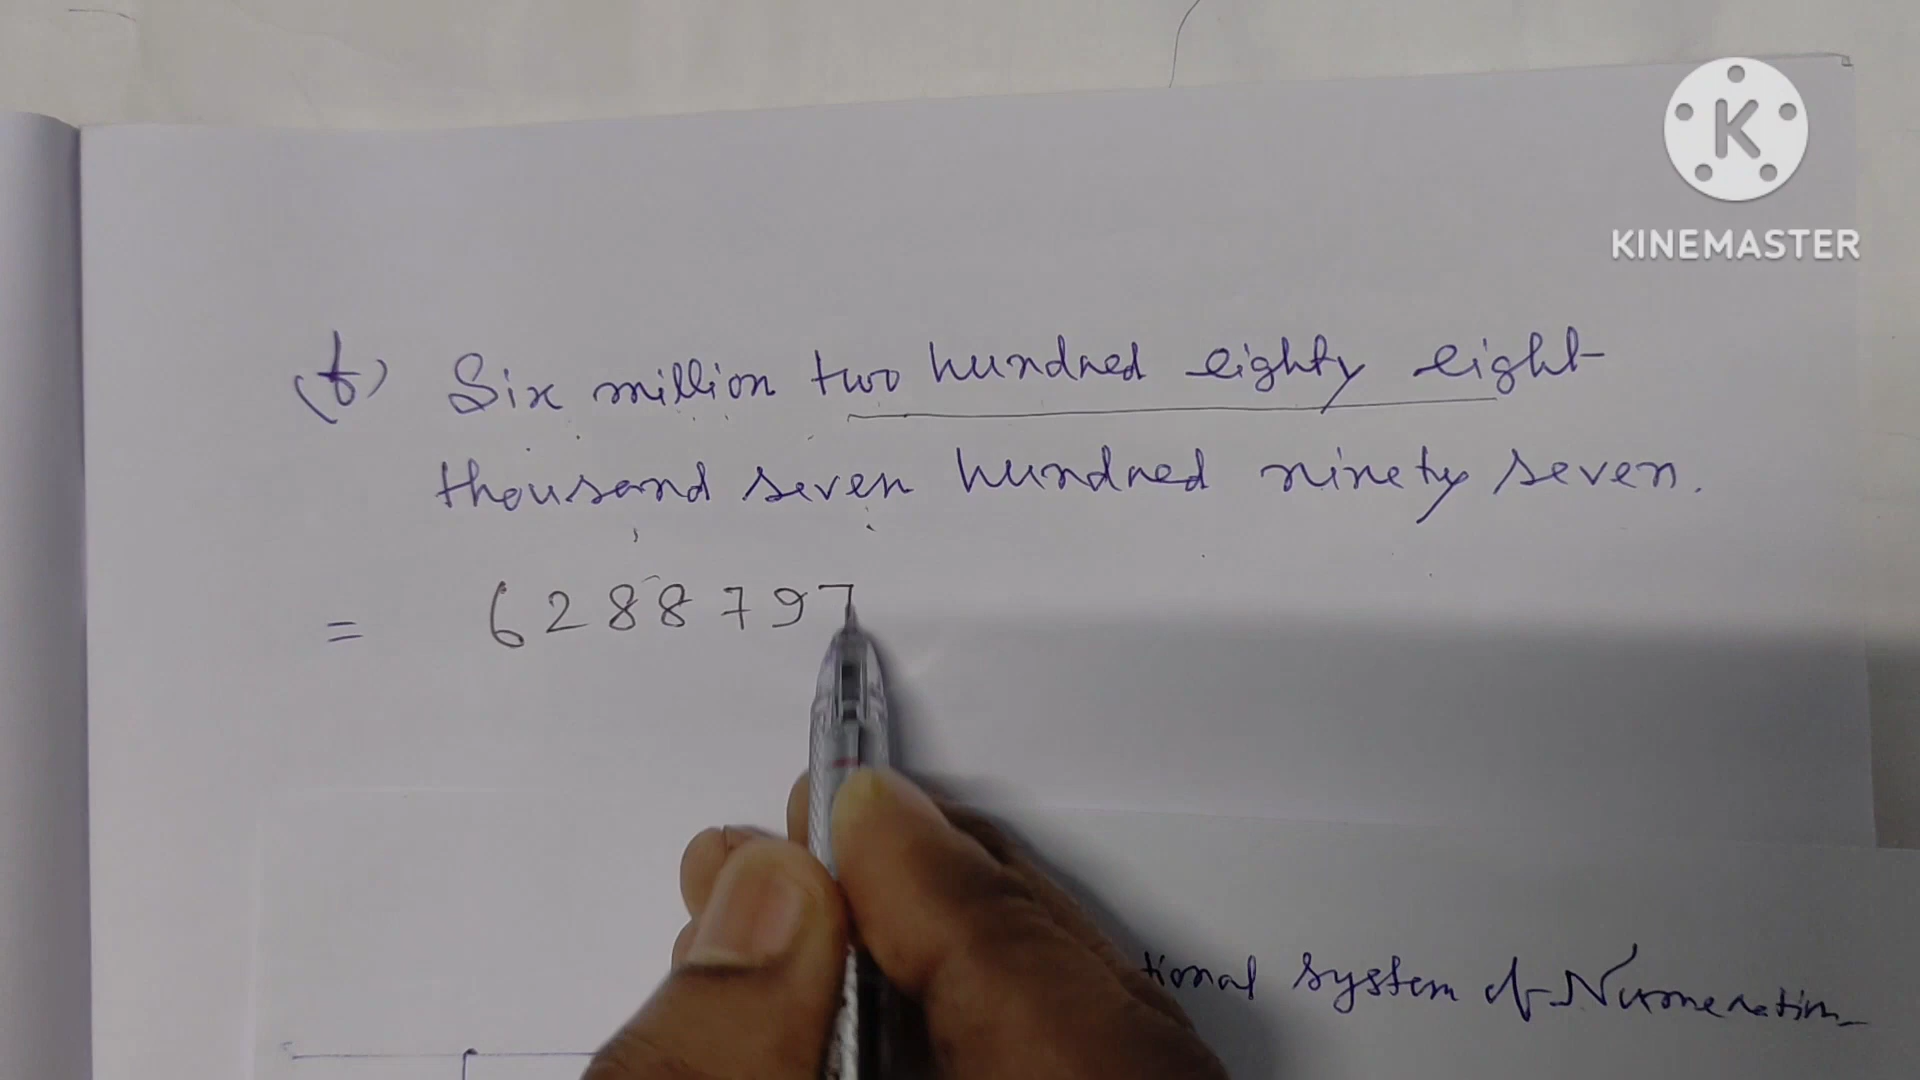 K
KINEMASTER
(f) Six million two hundred eighty eight
thousand seven hundred ninety seven.
= 6288797
tional system of Numeration